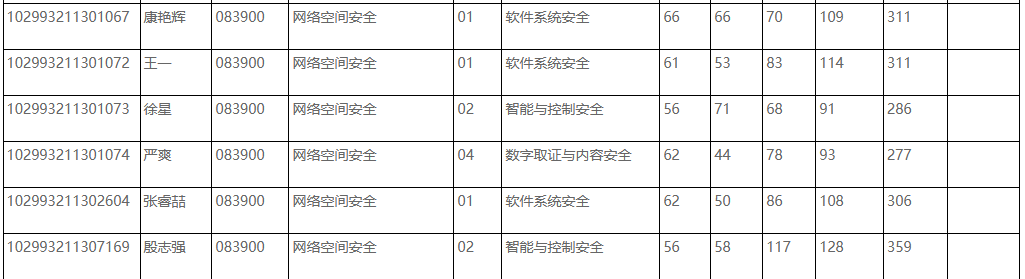 102993211301067 康艳辉 083900 网络空间安全 01 软件系统安全 66 66 70 109 311
102993211301072 王一 083900 网络空间安全 01 软件系统安全 61 53 83 114 311
102993211301073 徐星 083900 网络空间安全 02 智能与控制安全 56 71 68 91 286
102993211301074 严爽 083900 网络空间安全 04 数字取证与内容安全 62 44 78 93 277
102993211302604 张睿喆 083900 网络空间安全 01 软件系统安全 62 50 86 108 306
102993211307169 殷志强 083900 网络空间安全 02 智能与控制安全 56 58 117 128 359